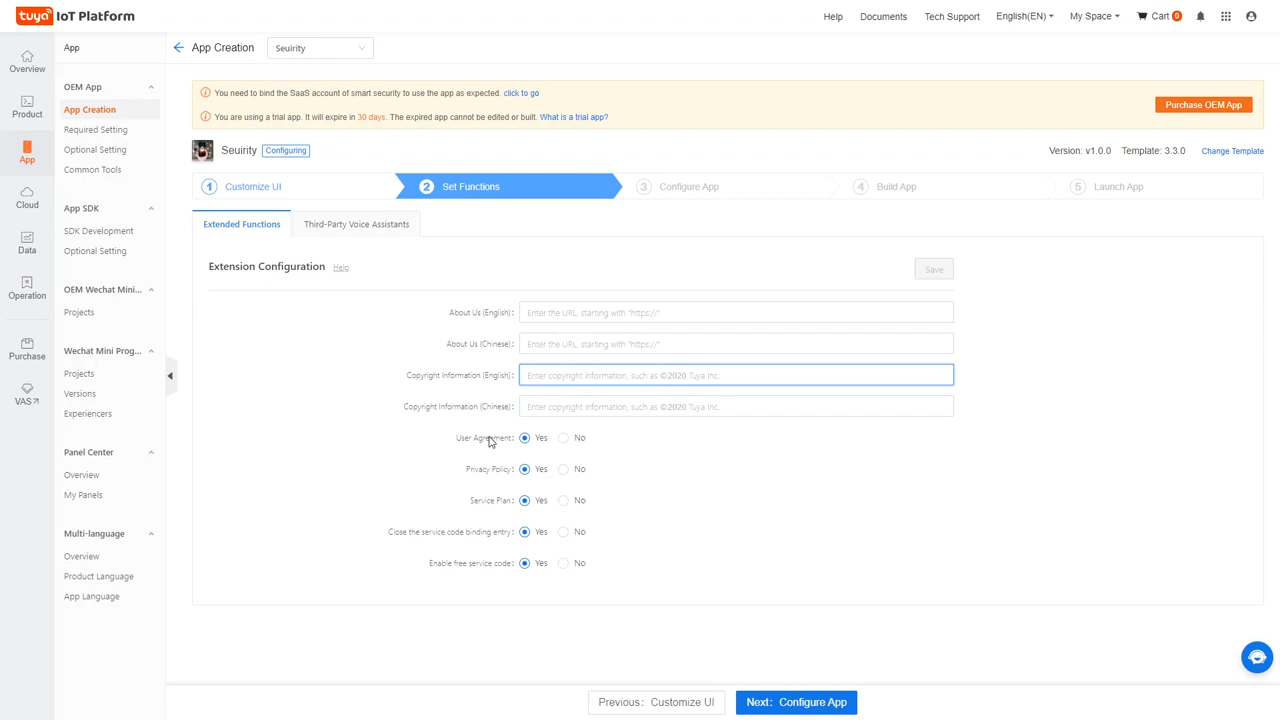 tuya IoT Platform
Help
Documents
Tech Support
English(EN)
My Space
Cart 0
App
App Creation
Seuirity
Overview
Product
App
Cloud
Data
Operation
Purchase
VAS
OEM App
App Creation
Required Setting
Optional Setting
Common Tools
App SDK
SDK Development
Optional Setting
OEM Wechat Mini...
Projects
Wechat Mini Prog...
Projects
Versions
Experiencers
Panel Center
Overview
My Panels
Multi-language
Overview
Product Language
App Language
You need to bind the SaaS account of smart security to use the app as expected. click to go
You are using a trial app. It will expire in 30 days. The expired app cannot be edited or built. What is a trial app?
Purchase OEM App
Seuirity Configuring
Version: v1.0.0 Template: 3.3.0 Change Template
1 Customize UI
2 Set Functions
3 Configure App
4 Build App
5 Launch App
Extended Functions
Third-Party Voice Assistants
Extension Configuration Help
Save
About Us (English) : Enter the URL, starting with "https://"
About Us (Chinese) : Enter the URL, starting with "https://"
Copyright Information (English) : Enter copyright information, such as ©2020 Tuya Inc.
Copyright Information (Chinese) : Enter copyright information, such as ©2020 Tuya Inc.
User Agreement : Yes No
Privacy Policy : Yes No
Service Plan : Yes No
Close the service code binding entry : Yes No
Enable free service code : Yes No
Previous: Customize UI
Next: Configure App